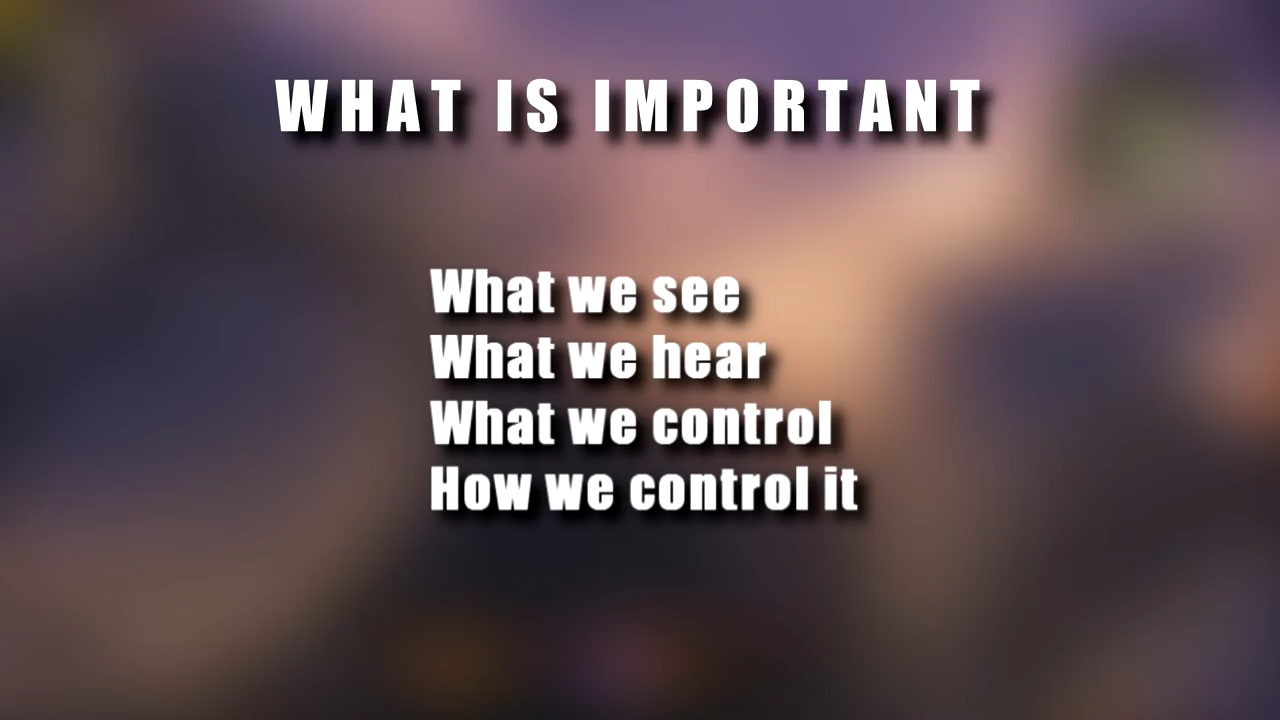 WHAT IS IMPORTANT
What we see
What we hear
What we control
How we control it